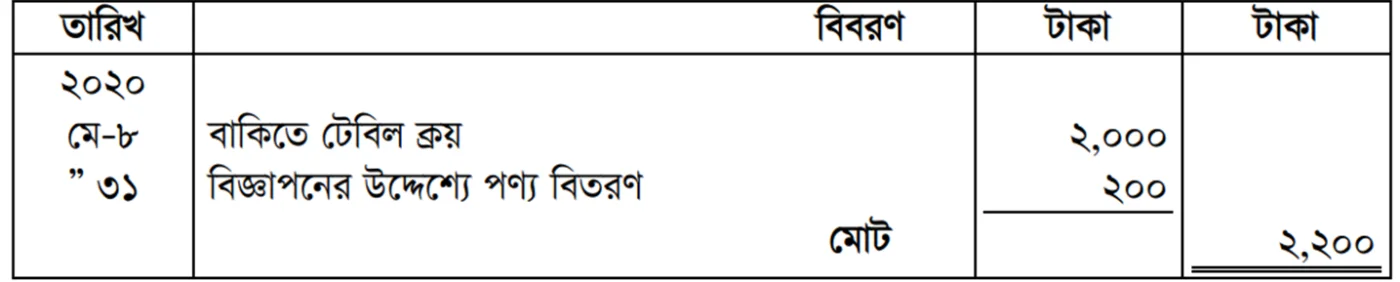 তারিখ বিবরণ টাকা টাকা
২০২০
মে-৮ বাকিতে টেবিল ক্রয় ২,০০০
” ৩১ বিজ্ঞাপনের উদ্দেশ্যে পণ্য বিতরণ ২০০
মোট ২,২০০